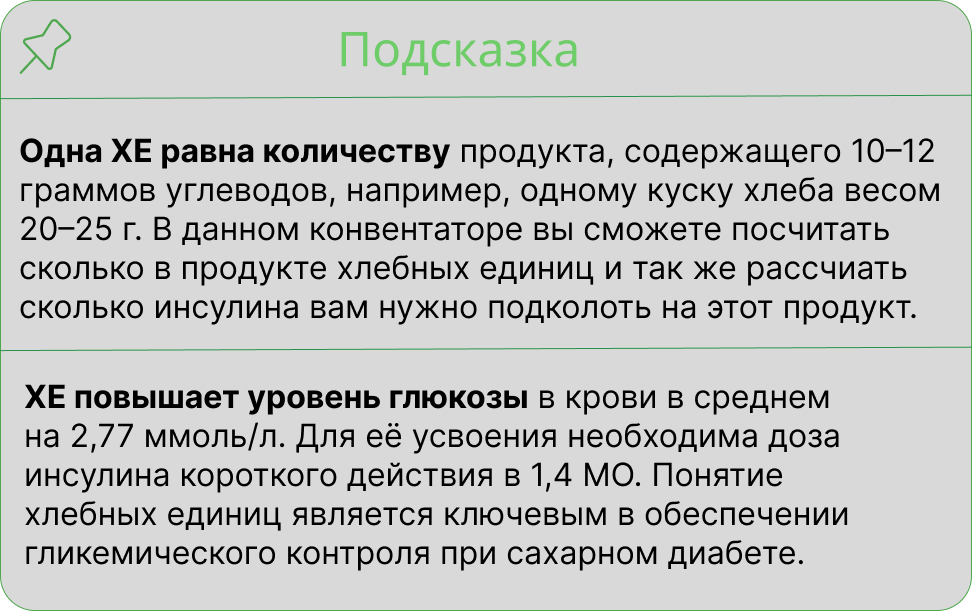 Подсказка
Одна ХЕ равна количеству продукта, содержащего 10–12
граммов углеводов, например, одному куску хлеба весом
20–25 г. В данном конвентаторе вы сможете посчитать
сколько в продукте хлебных единиц и так же рассчиать
сколько инсулина вам нужно подколоть на этот продукт.
ХЕ повышает уровень глюкозы в крови в среднем
на 2,77 ммоль/л. Для её усвоения необходима доза
инсулина короткого действия в 1,4 МО. Понятие
хлебных единиц является ключевым в обеспечении
гликемического контроля при сахарном диабете.